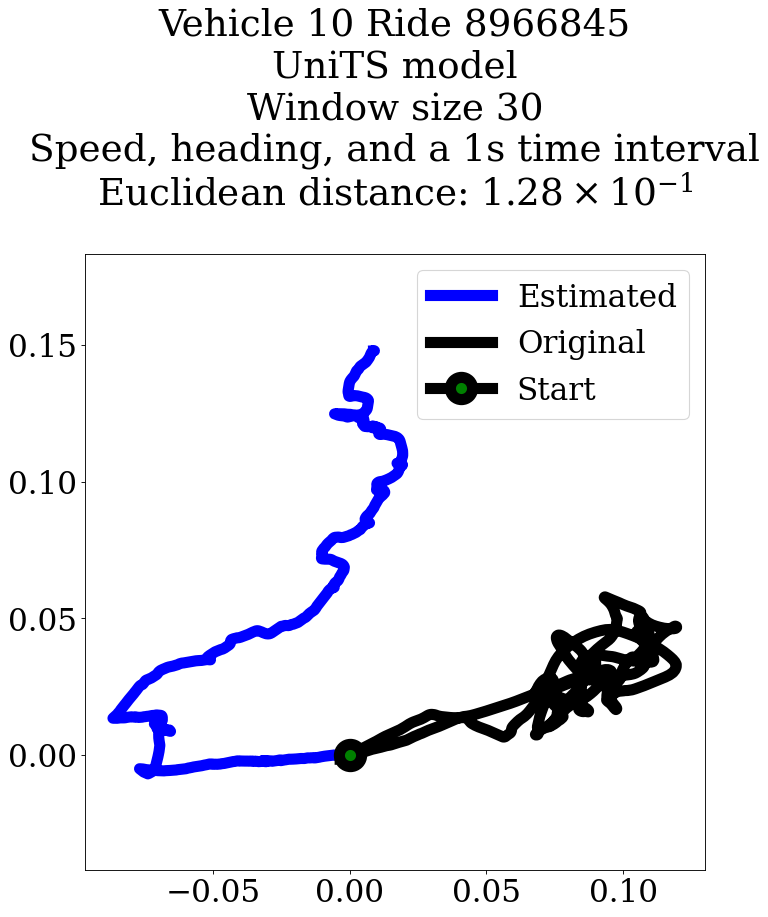 Vehicle 10 Ride 8966845
UniTS model
Window size 30
Speed, heading, and a 1s time interval
Euclidean distance: 1.28 × 10⁻¹
Estimated
Original
Start
0.15
0.10
0.05
0.00
−0.05 0.00 0.05 0.10